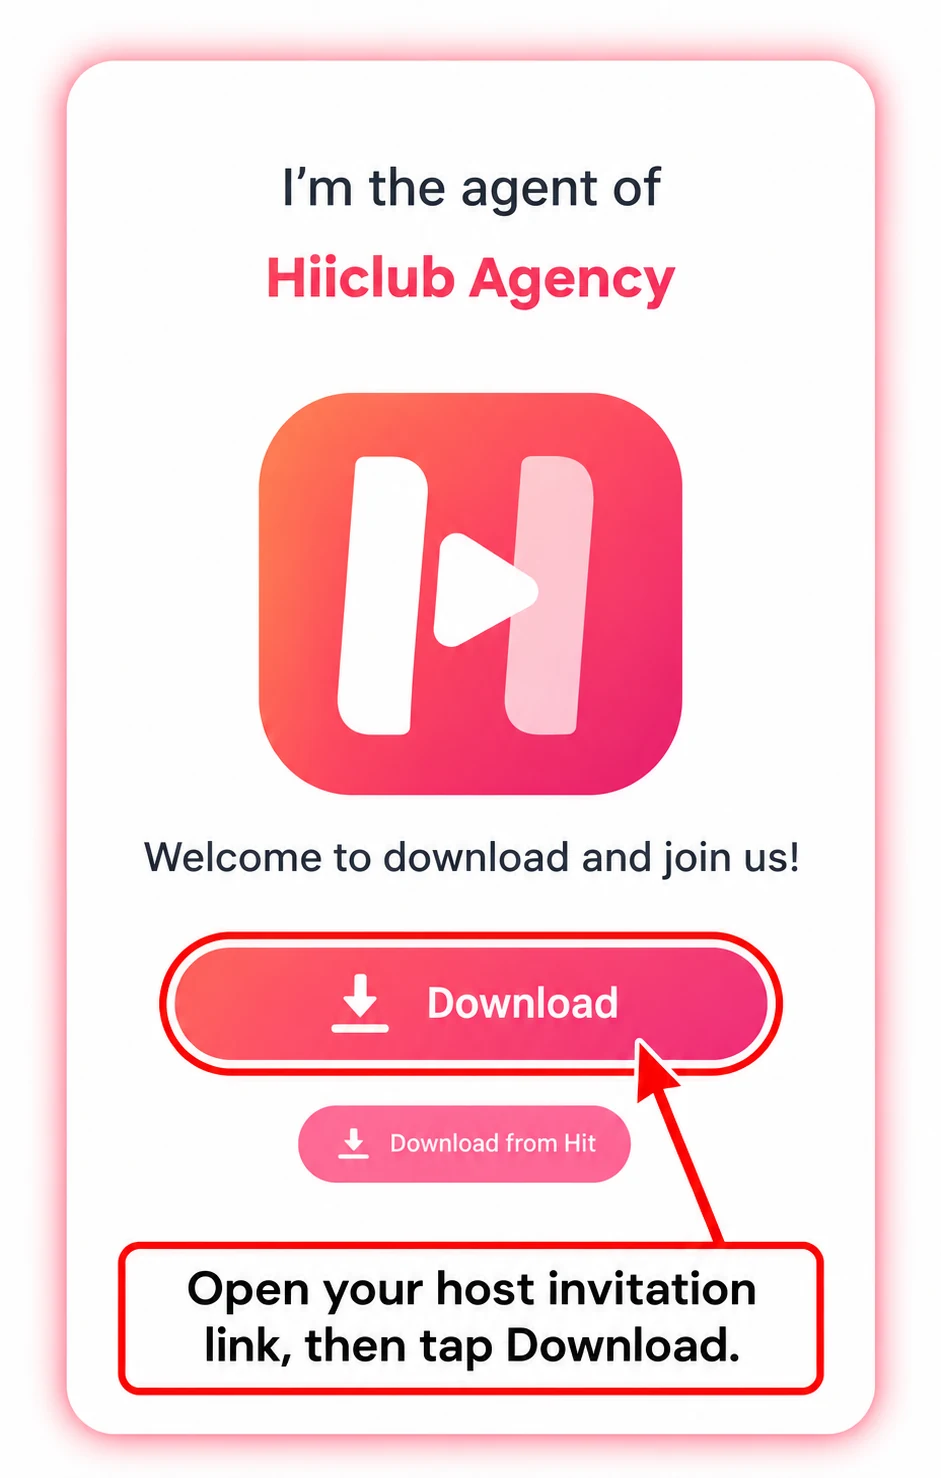 I’m the agent of
Hiiclub Agency
Welcome to download and join us!
Download
Download from Hit
Open your host invitation
link, then tap Download.